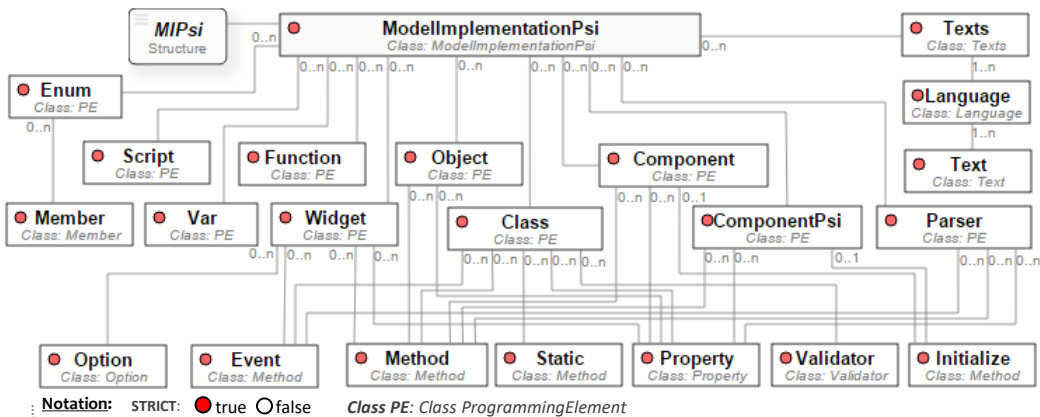 MIPsi
Structure
ModelImplementationPsi
Class: ModelImplementationPsi
Texts
Class: Texts
0..n
0..n
0..n 0..n 0..n 0..n 0..n 0..n 0..n 0..n 0..n
1..n
Enum
Class: PE
Language
Class: Language
0..n
1..n
Script
Class: PE
Function
Class: PE
Object
Class: PE
Component
Class: PE
Text
Class: Text
0..n 0..n
0..n 0..n 0..1
Member
Class: Member
Var
Class: PE
Widget
Class: PE
Class
Class: PE
ComponentPsi
Class: PE
Parser
Class: PE
0..n 0..n 0..n 0..n
0..n 0..n 0..n 0..n 0..n
0..n 0..n 0..1
0..n 0..n 0..n
Option
Class: Option
Event
Class: Method
Method
Class: Method
Static
Class: Method
Property
Class: Property
Validator
Class: Validator
Initialize
Class: Method
Notation: STRICT: true false Class PE: Class ProgrammingElement